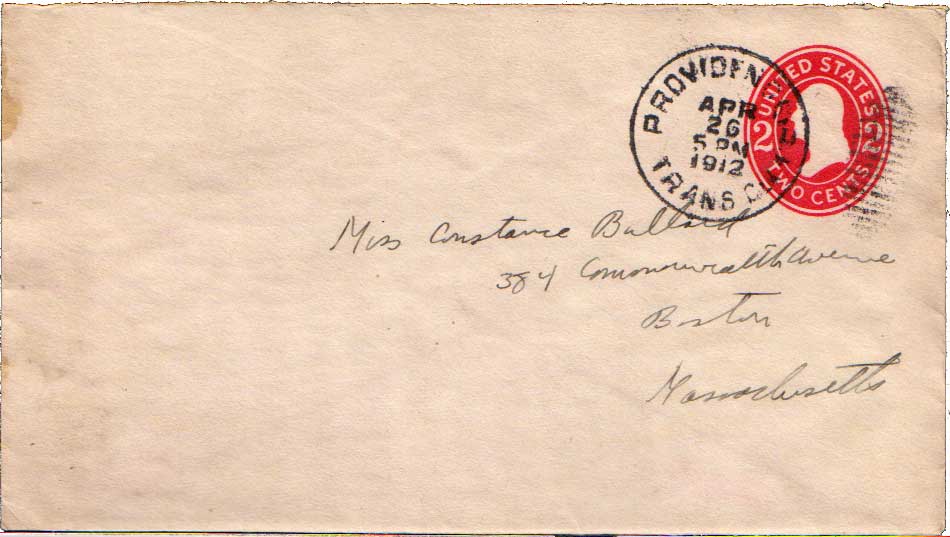 PROVIDEN
APR
26
5 PM
1912
TRANS C
UNITED STATES
2 2
TWO CENTS
Miss Constance Bullard
384 Commonwealth Avenue
Boston
Massachusetts